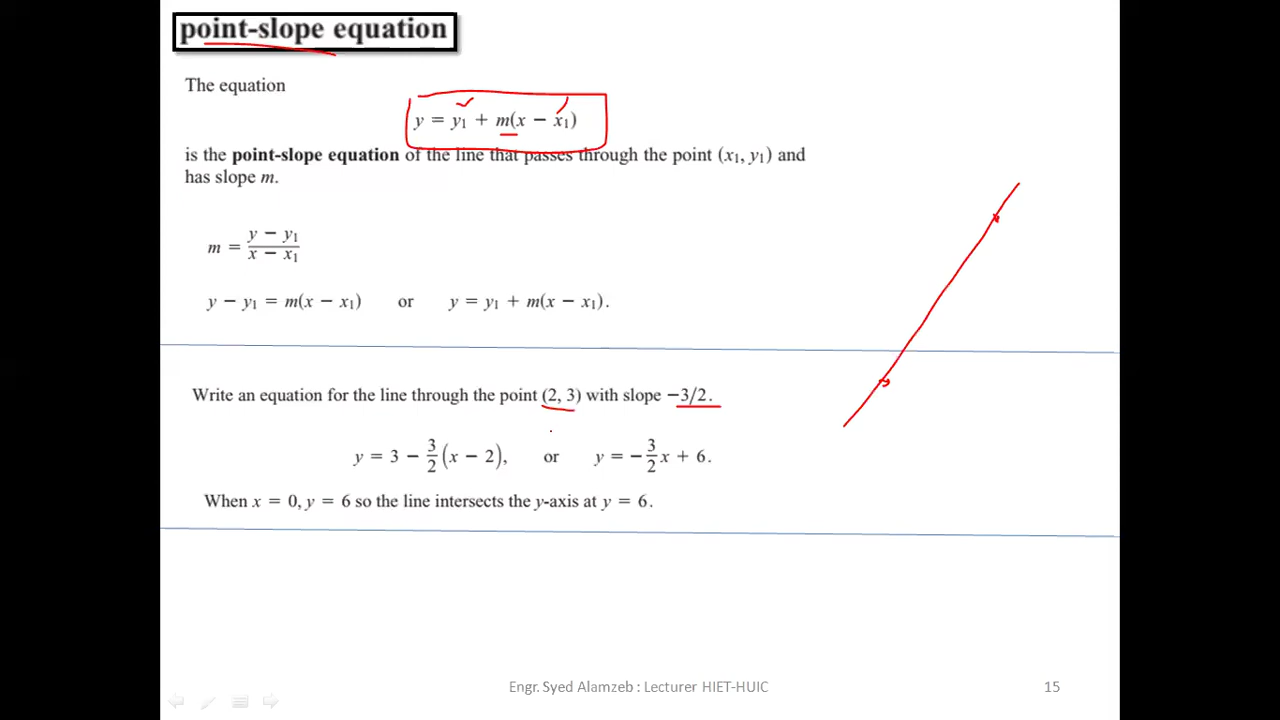 point-slope equation
The equation
y = y₁ + m(x − x₁)
is the point-slope equation of the line that passes through the point (x₁, y₁) and
has slope m.
m = (y − y₁)/(x − x₁)
y − y₁ = m(x − x₁) or y = y₁ + m(x − x₁).
Write an equation for the line through the point (2, 3) with slope −3/2.
y = 3 − 3/2(x − 2), or y = −3/2x + 6.
When x = 0, y = 6 so the line intersects the y-axis at y = 6.
Engr. Syed Alamzeb : Lecturer HIET-HUIC 15